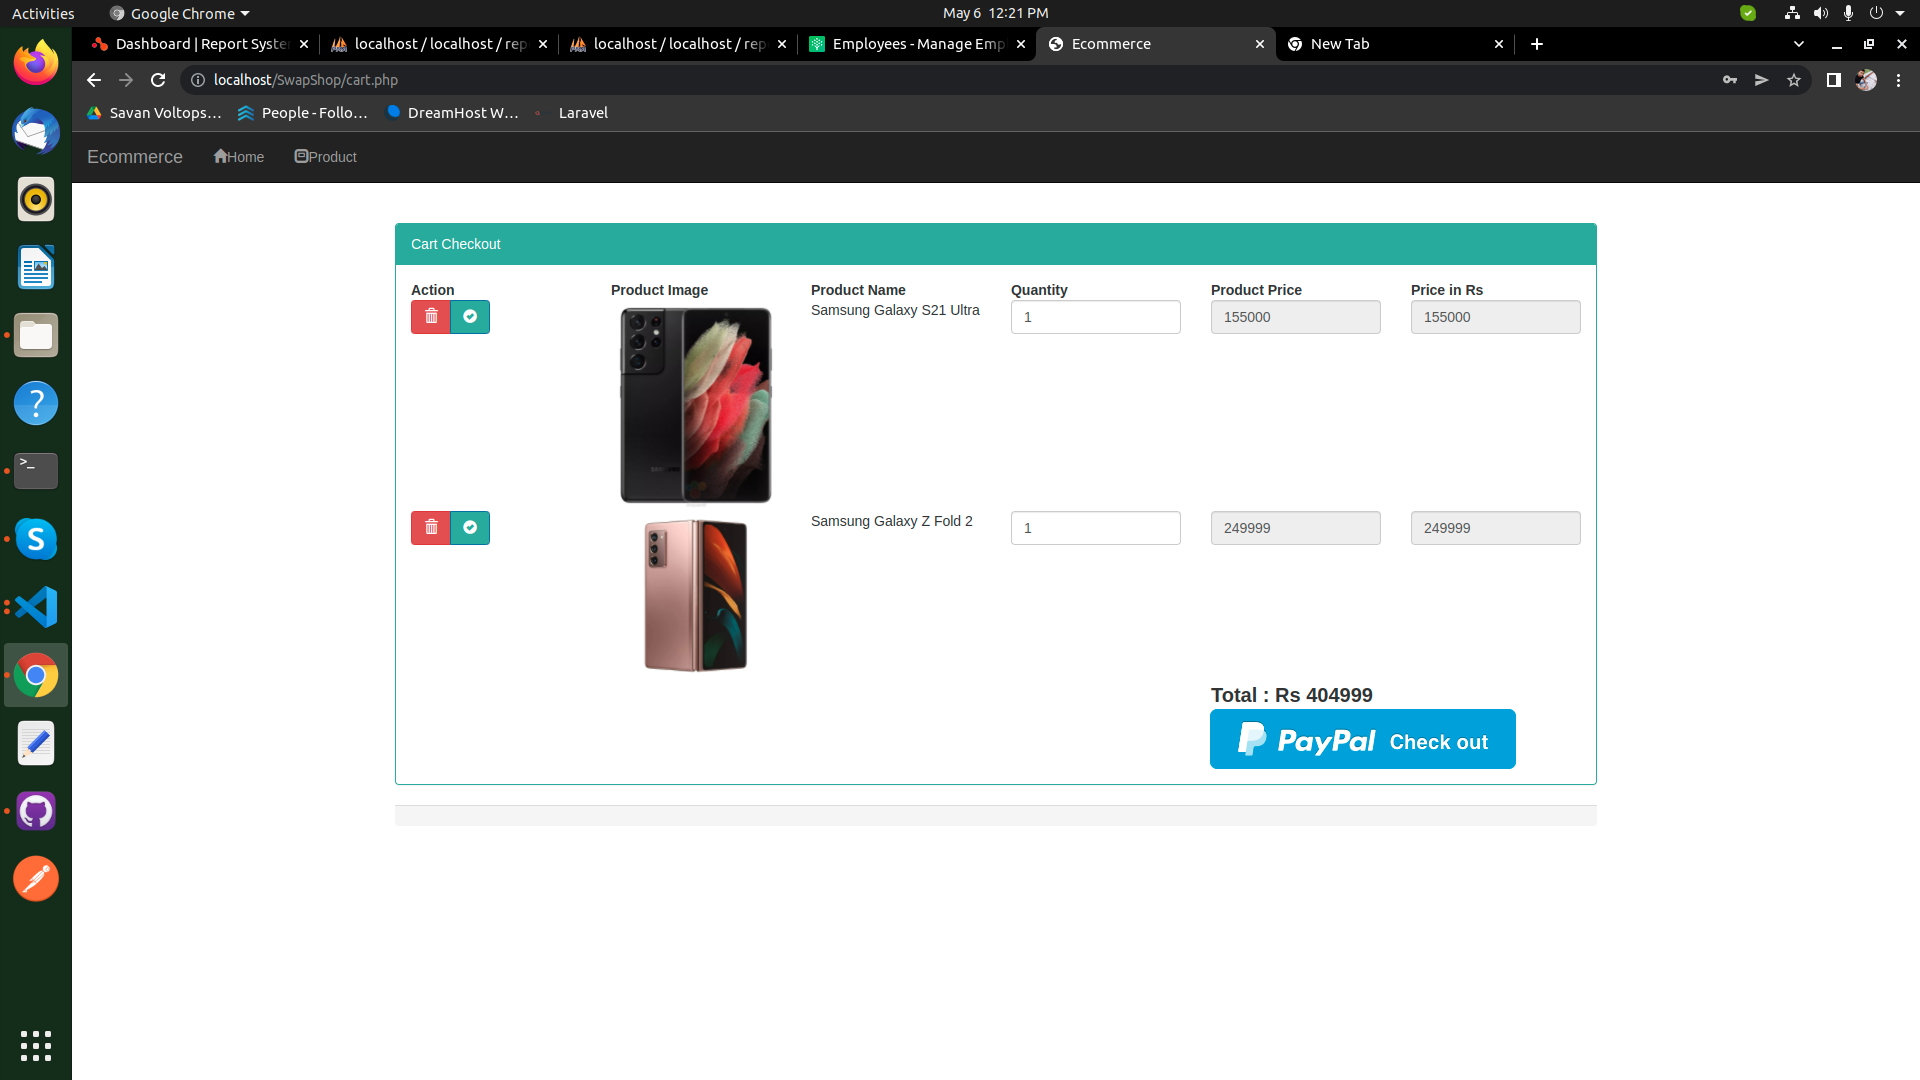 Activities
Google Chrome
May 6 12:21 PM
Dashboard | Report Syste
localhost / localhost / rep
localhost / localhost / rep
Employees - Manage Emp
Ecommerce
New Tab
localhost/SwapShop/cart.php
Savan Voltops…
People - Follo…
DreamHost W…
Laravel
Ecommerce
Home
Product
Cart Checkout
Action Product Image Product Name Quantity Product Price Price in Rs
Samsung Galaxy S21 Ultra 1 155000 155000
Samsung Galaxy Z Fold 2 1 249999 249999
Total : Rs 404999
PayPal Check out